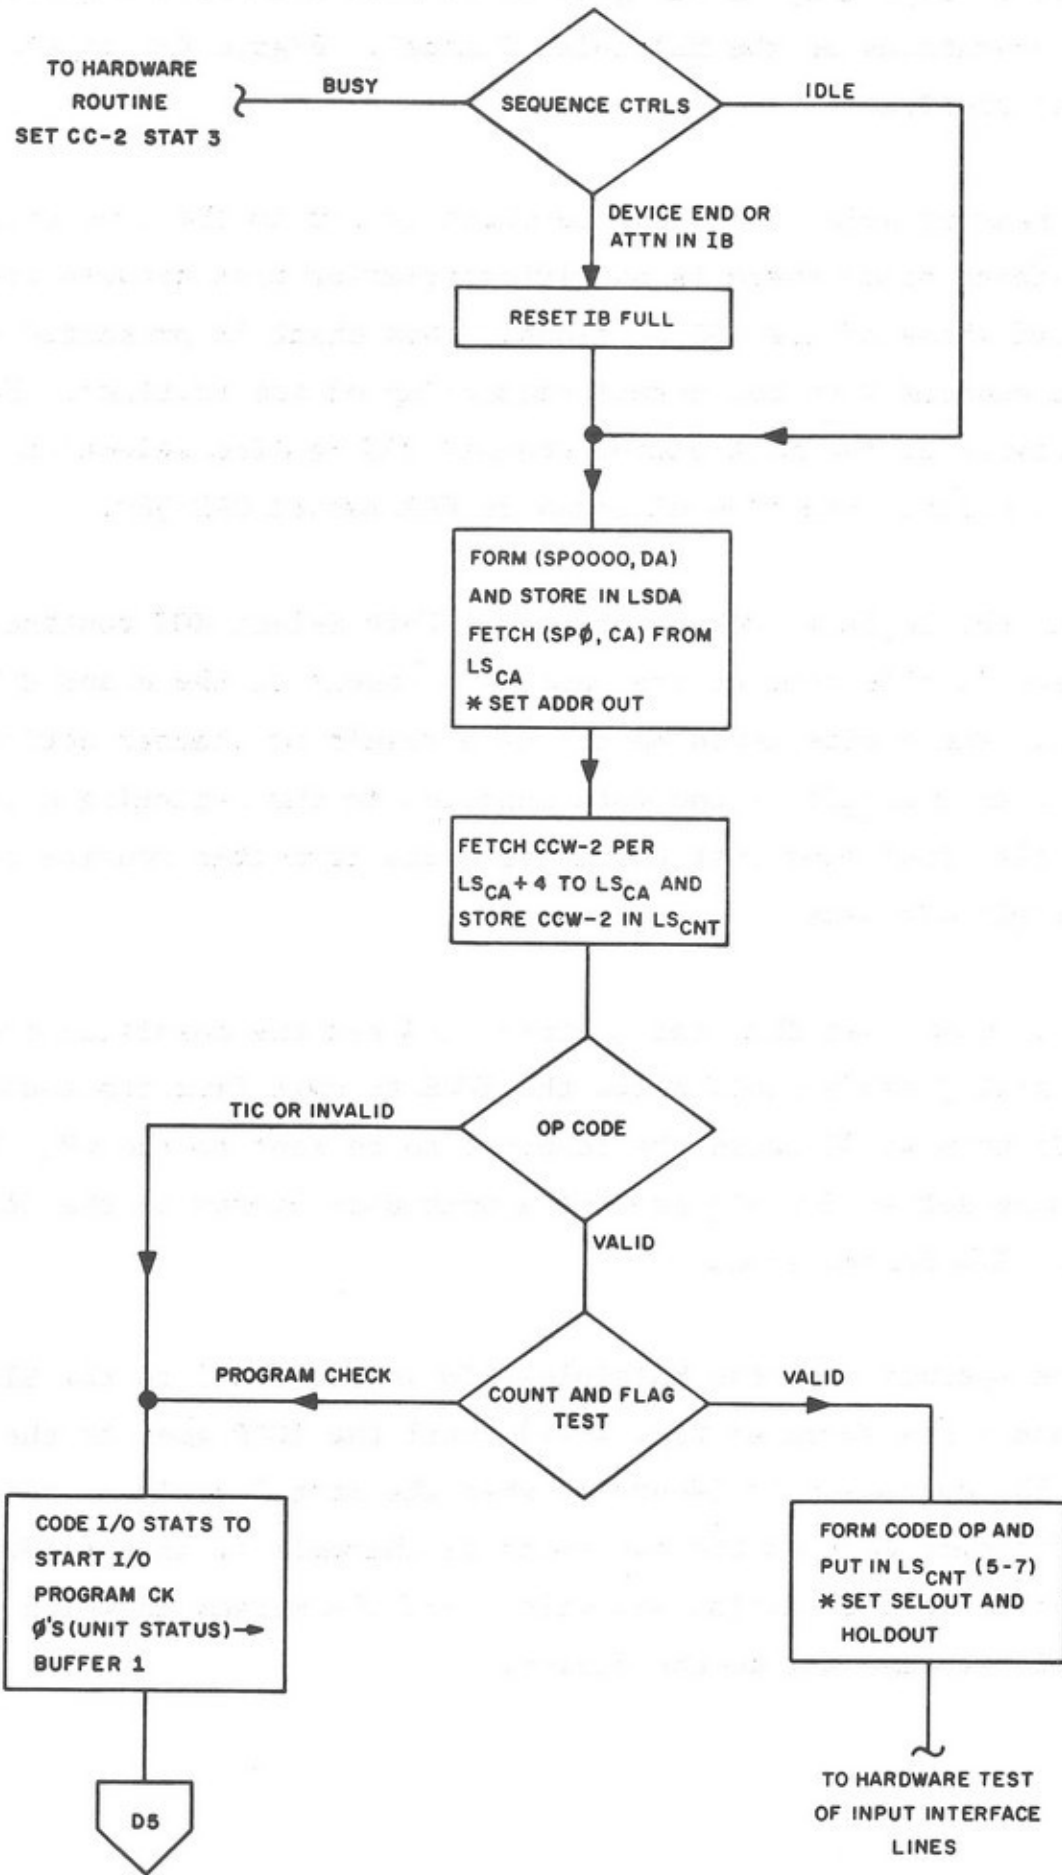 TO HARDWARE
ROUTINE
SET CC-2 STAT 3
BUSY
SEQUENCE CTRLS
IDLE
DEVICE END OR
ATTN IN IB
RESET IB FULL
FORM (SP0000, DA)
AND STORE IN LSDA
FETCH (SPØ, CA) FROM
LSCA
* SET ADDR OUT
FETCH CCW-2 PER
LSCA+4 TO LSCA AND
STORE CCW-2 IN LSCNT
TIC OR INVALID
OP CODE
VALID
PROGRAM CHECK
COUNT AND FLAG
TEST
VALID
CODE I/O STATS TO
START I/O
PROGRAM CK
Ø'S (UNIT STATUS)→
BUFFER 1
FORM CODED OP AND
PUT IN LSCNT (5-7)
* SET SELOUT AND
HOLDOUT
D5
TO HARDWARE TEST
OF INPUT INTERFACE
LINES